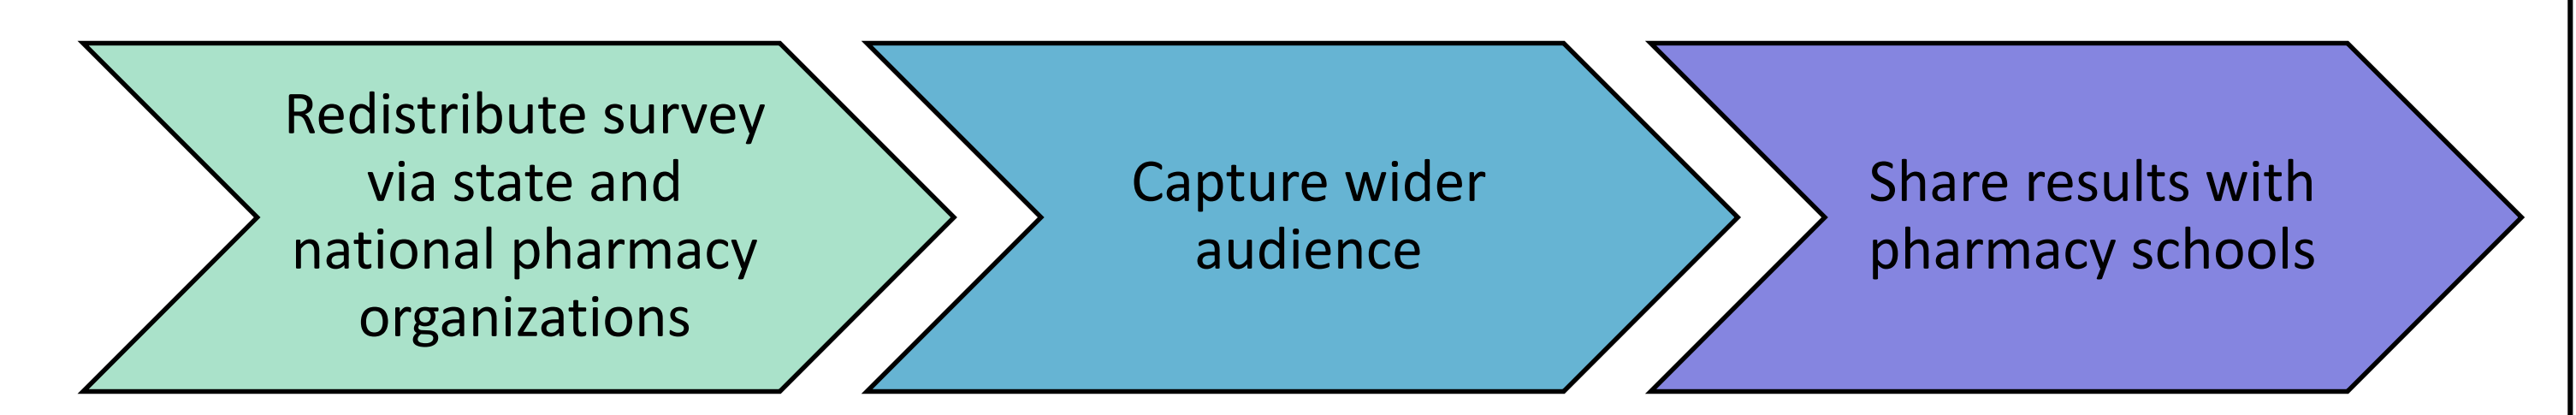 Redistribute survey
via state and
national pharmacy
organizations
Capture wider
audience
Share results with
pharmacy schools